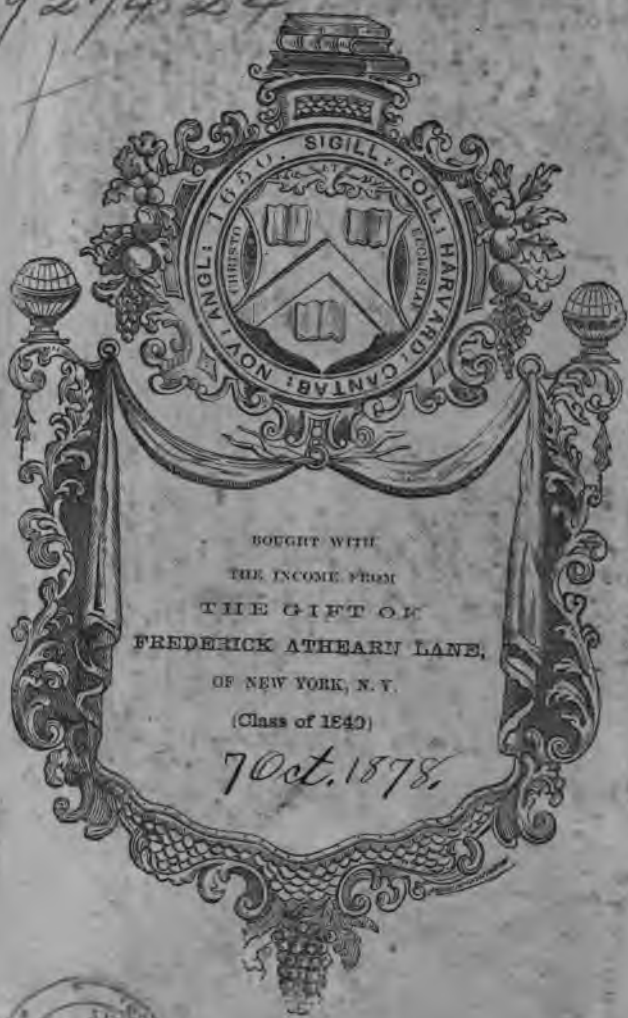 SIGILL: COLL: HARVARD: CANTAB: NOV: ANGL: 1650.
ET
CHRISTO
ECCLESIAE
BOUGHT WITH
THE INCOME FROM
THE GIFT OF
FREDERICK ATHEARN LANE,
OF NEW YORK, N. Y.
(Class of 1849)
7 Oct. 1878.